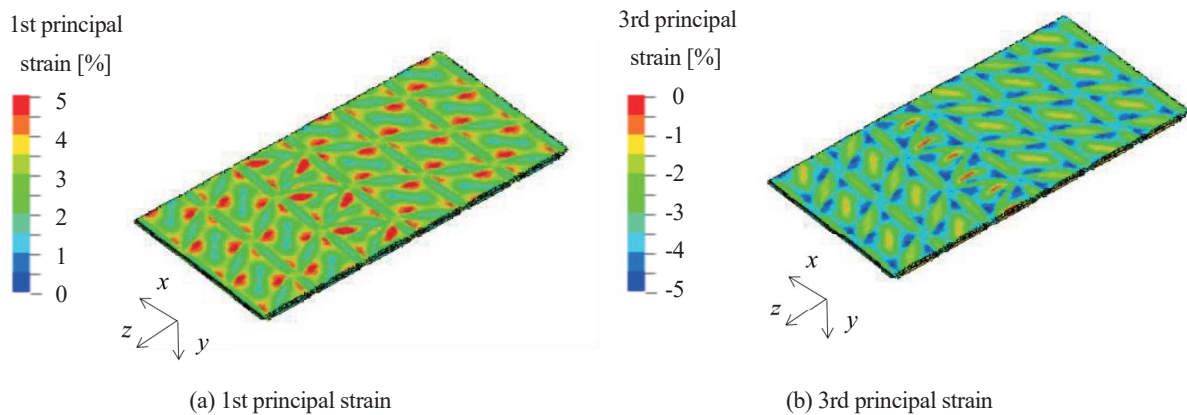 1st principal
strain [%]
5
4
3
2
1
0
x
z
y
(a) 1st principal strain
3rd principal
strain [%]
0
-1
-2
-3
-4
-5
x
z
y
(b) 3rd principal strain